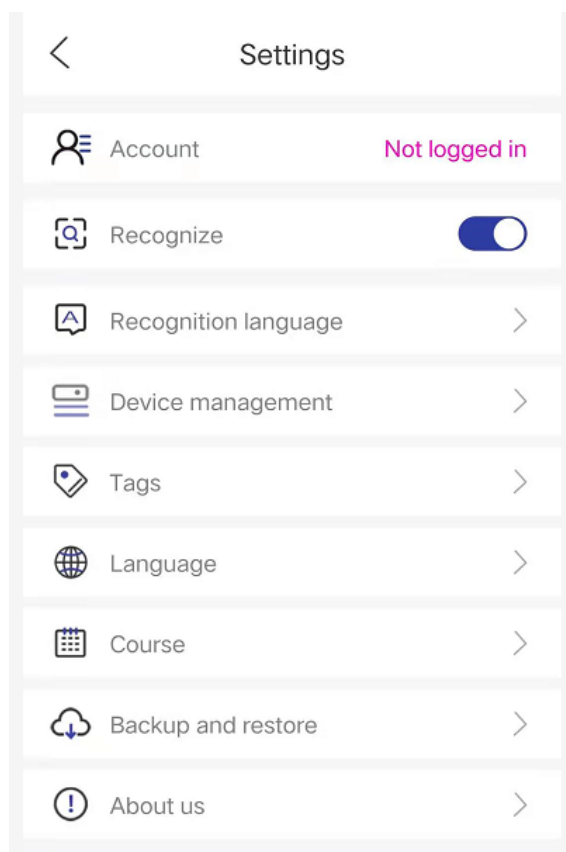 Settings
Account Not logged in
Recognize
Recognition language
Device management
Tags
Language
Course
Backup and restore
About us